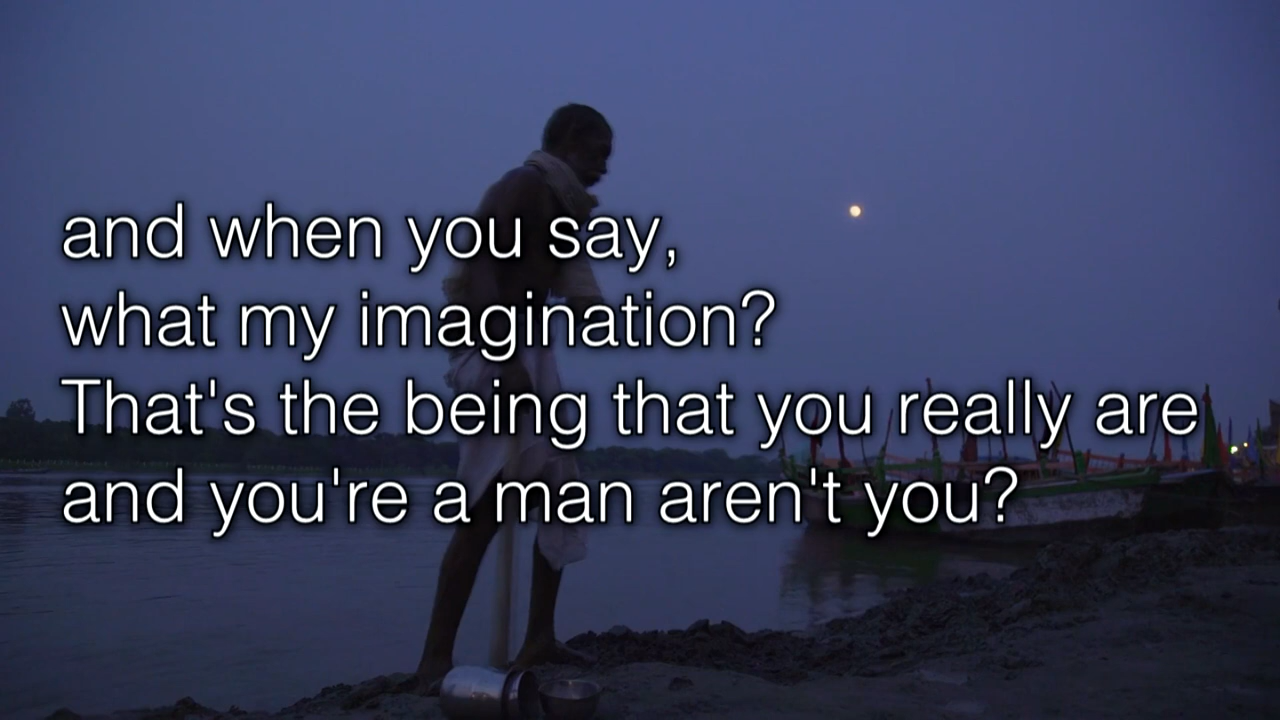 and when you say,
what my imagination?
That's the being that you really are
and you're a man aren't you?